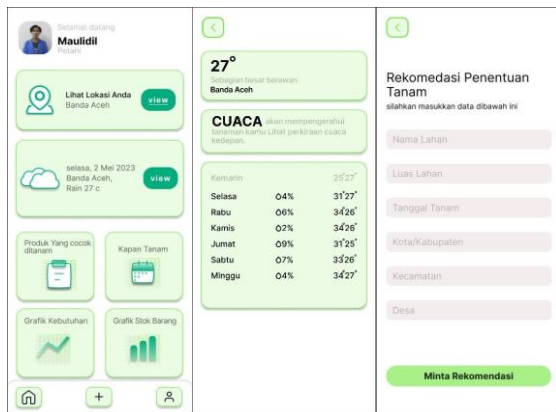 Selamat datang
Maulidil
Petani
Lihat Lokasi Anda
Banda Aceh
view
selasa, 2 Mei 2023
Banda Aceh,
Rain 27 c
view
Produk Yang cocok
ditanam
Kapan Tanam
Grafik Kebutuhan
Grafik Stok Barang
27°
Sebagian besar berawan
Banda Aceh
CUACA akan mempengerahui
tanaman kamu Lihat perkiraan cuaca
kedepan.
Kemarin 25°27°
Selasa 04% 31°27°
Rabu 06% 34°26°
Kamis 02% 34°26°
Jumat 09% 31°25°
Sabtu 07% 33°26°
Minggu 04% 34°27°
Rekomedasi Penentuan
Tanam
silahkan masukkan data dibawah ini
Nama Lahan
Luas Lahan
Tanggal Tanam
Kota/Kabupaten
Kecamatan
Desa
Minta Rekomendasi